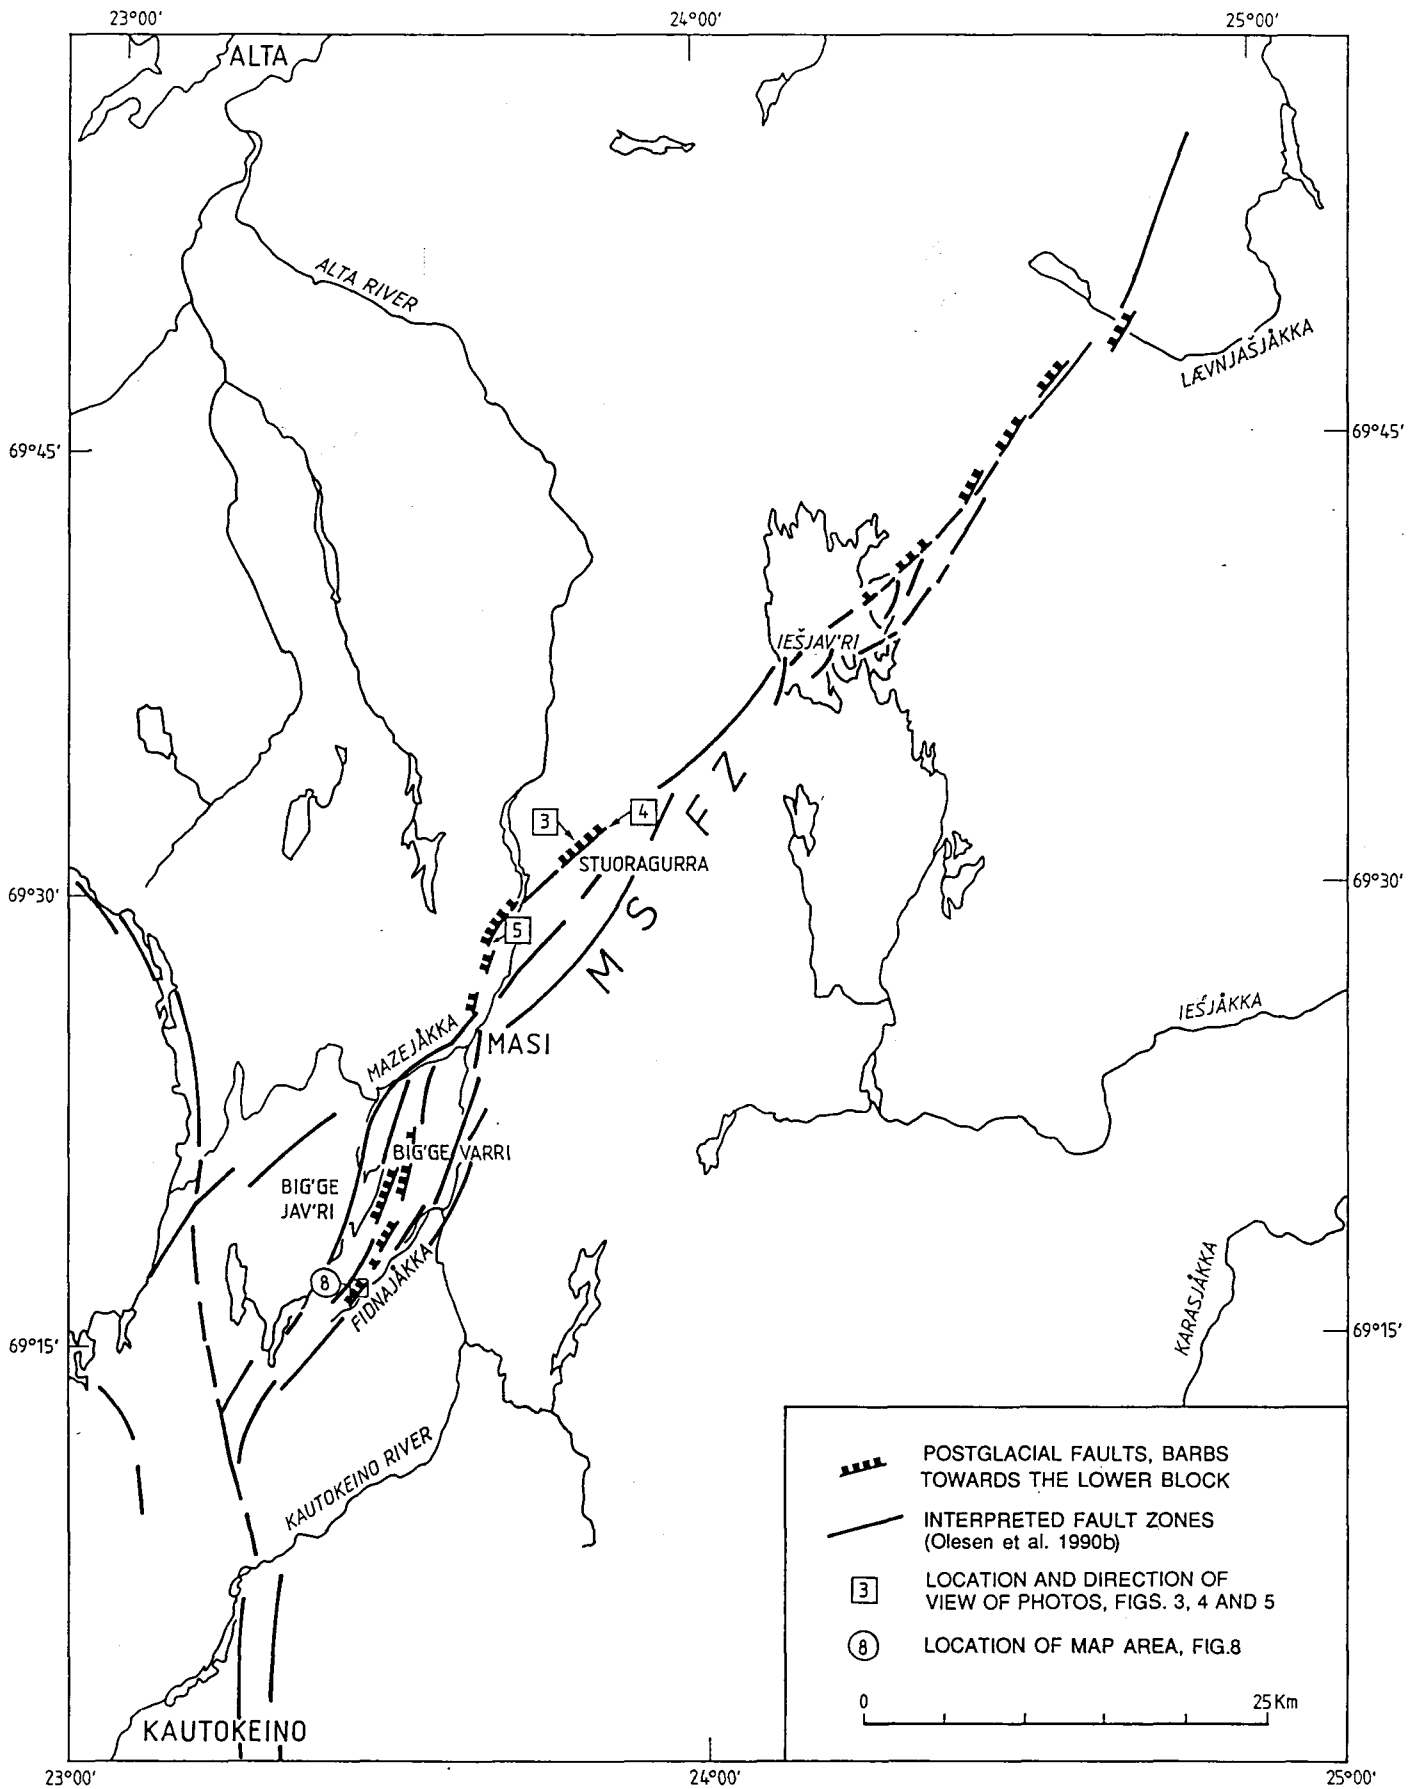 23°00'
24°00'
25°00'
ALTA
ALTA RIVER
LÆVNJAŠJÅKKA
69°45'
69°45'
IEŠJAV'RI
3
4
STUORAGURRA
69°30'
69°30'
5
M S F Z
MAZEJÅKKA
MASI
IEŠJÅKKA
BIG'GE VARRI
BIG'GE
JAV'RI
8
FIDNAJÅKKA
KARASJÅKKA
69°15'
69°15'
KAUTOKEINO RIVER
POSTGLACIAL FAULTS, BARBS
TOWARDS THE LOWER BLOCK
INTERPRETED FAULT ZONES
(Olesen et al. 1990b)
3
LOCATION AND DIRECTION OF
VIEW OF PHOTOS, FIGS. 3, 4 AND 5
8
LOCATION OF MAP AREA, FIG.8
0
25 Km
KAUTOKEINO
23°00'
24°00'
25°00'